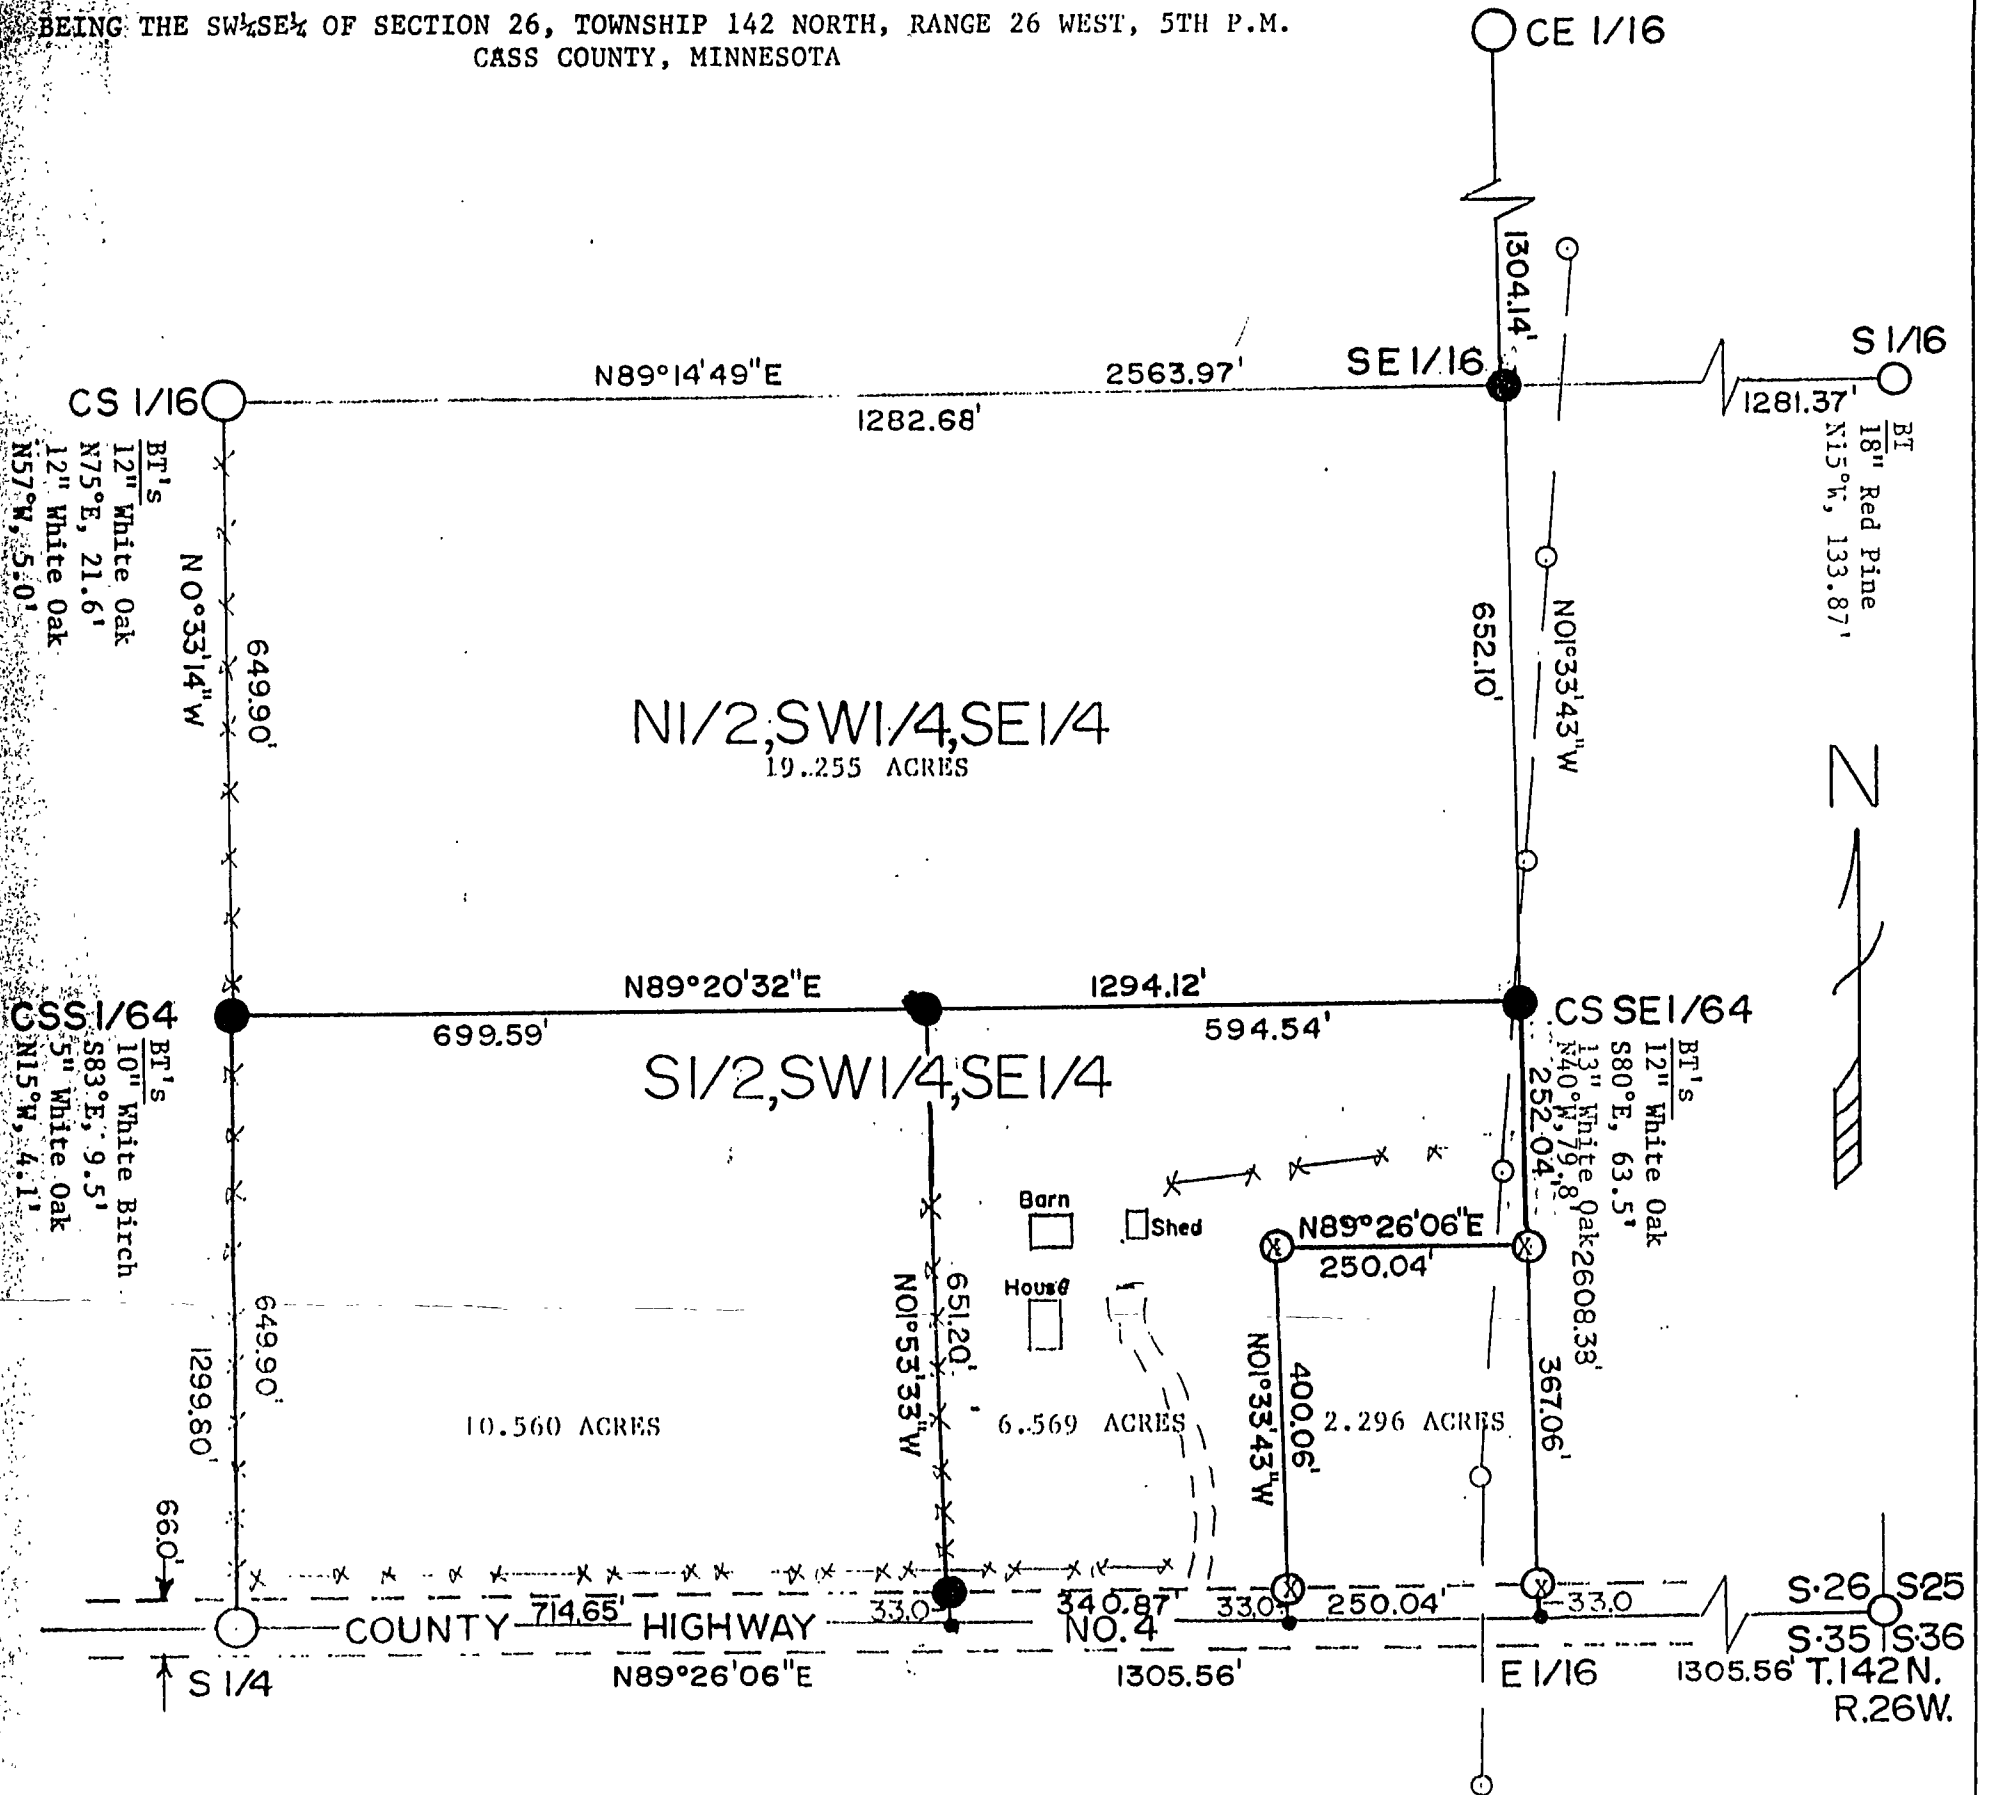 BEING THE SW¼SE¼ OF SECTION 26, TOWNSHIP 142 NORTH, RANGE 26 WEST, 5TH P.M.
CASS COUNTY, MINNESOTA
CE 1/16
1304.14'
S 1/16
SE 1/16
N89°14'49"E
2563.97'
CS 1/16
1282.68'
1281.37'
BT's
12" White Oak
N75°E, 21.6'
12" White Oak
N57°W, 5.0'
BT
18" Red Pine
N15°W, 133.87'
N0°33'14"W
649.90'
652.10'
N01°33'43"W
N1/2,SW1/4,SE1/4
19.255 ACRES
N
N89°20'32"E
1294.12'
CSS1/64
CS SE1/64
699.59'
594.54'
BT's
10" White Birch
S83°E, 9.5'
5" White Oak
N15°W, 4.1'
S1/2,SW1/4,SE1/4
BT's
12" White Oak
S80°E, 63.5'
13" White Oak
N40°W, 79.8'
252.04'
Barn
Shed
N89°26'06"E
250.04'
House
651.20'
N01°53'33"W
2608.33'
649.90'
1299.80'
N01°33'43"W
400.06'
367.06'
10.560 ACRES
6.569 ACRES
2.296 ACRES
66.0'
714.65'
33.0
340.87'
33.0
250.04'
33.0
S.26 S.25
COUNTY HIGHWAY NO. 4
S.35 S.36
S 1/4
N89°26'06"E
1305.56'
E 1/16
1305.56'
T.142N.
R.26W.